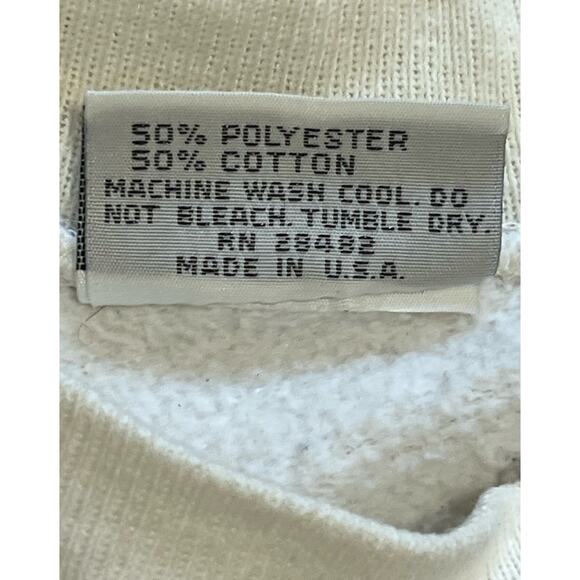 50% POLYESTER
50% COTTON
MACHINE WASH COOL. DO
NOT BLEACH. TUMBLE DRY.
RN 28482
MADE IN U.S.A.